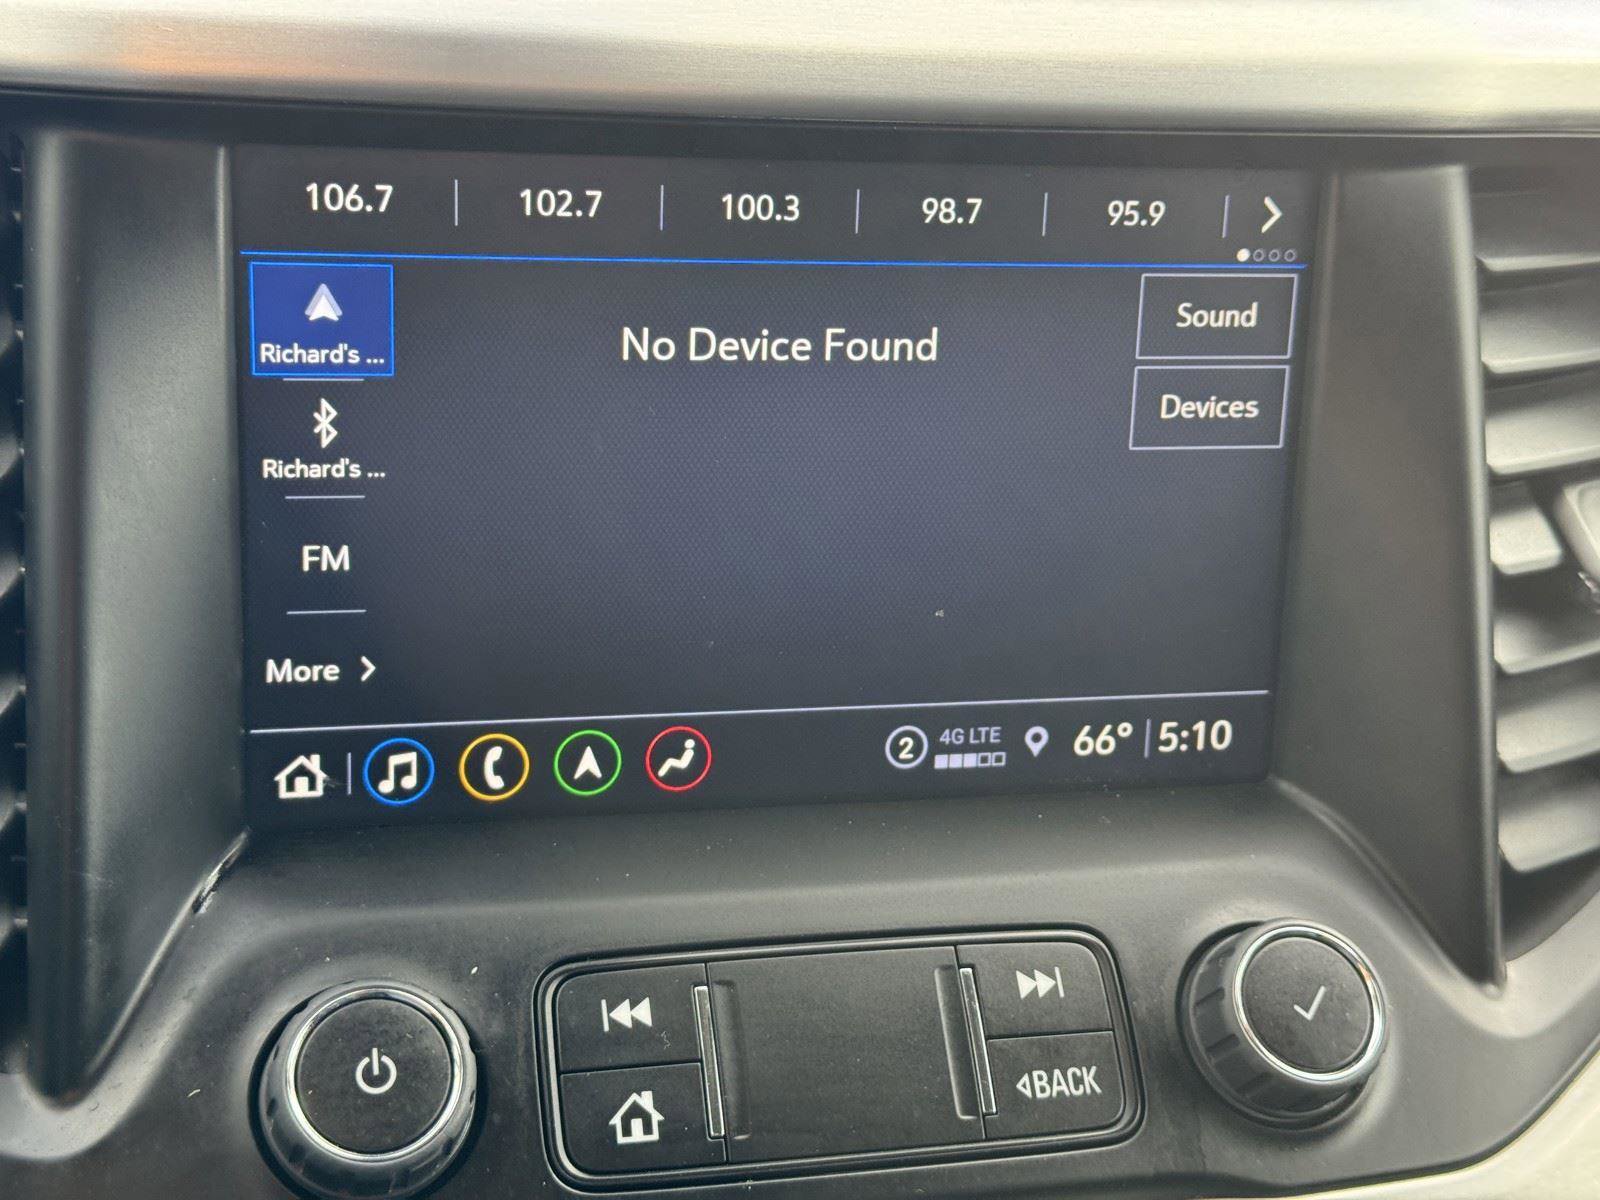 106.7 102.7 100.3 98.7 95.9
Richard's ...
No Device Found
Sound
Devices
Richard's ...
FM
More
2 4G LTE 66° 5:10
BACK